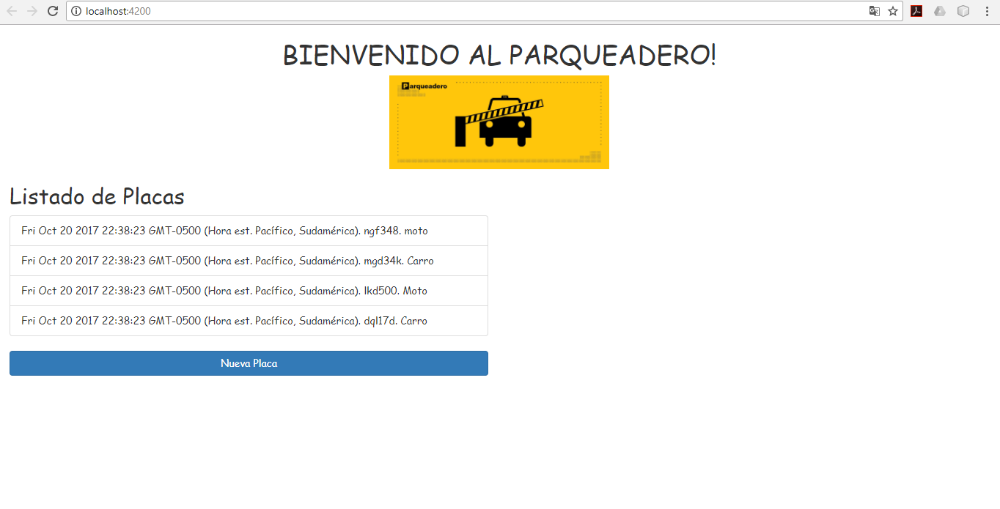 localhost:4200
BIENVENIDO AL PARQUEADERO!
Parqueadero
Listado de Placas
Fri Oct 20 2017 22:38:23 GMT-0500 (Hora est. Pacífico, Sudamérica). ngf348. moto
Fri Oct 20 2017 22:38:23 GMT-0500 (Hora est. Pacífico, Sudamérica). mgd34k. Carro
Fri Oct 20 2017 22:38:23 GMT-0500 (Hora est. Pacífico, Sudamérica). lkd500. Moto
Fri Oct 20 2017 22:38:23 GMT-0500 (Hora est. Pacífico, Sudamérica). dql17d. Carro
Nueva Placa